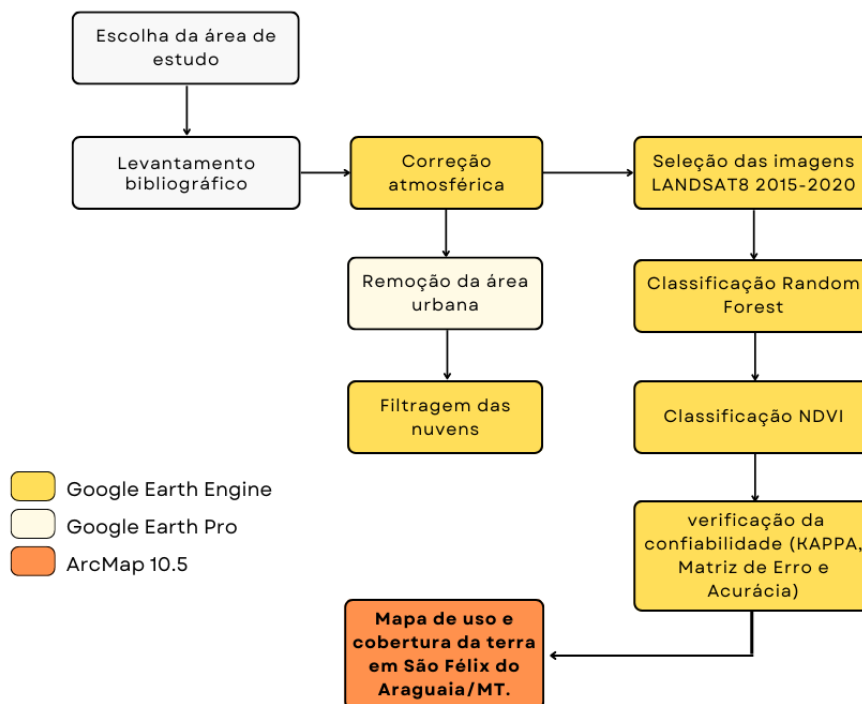 Escolha da área de
estudo
Levantamento
bibliográfico
Correção
atmosférica
Seleção das imagens
LANDSAT8 2015-2020
Remoção da área
urbana
Classificação Random
Forest
Filtragem das
nuvens
Classificação NDVI
Google Earth Engine
Google Earth Pro
ArcMap 10.5
verificação da
confiabilidade (KAPPA,
Matriz de Erro e
Acurácia)
Mapa de uso e
cobertura da terra
em São Félix do
Araguaia/MT.